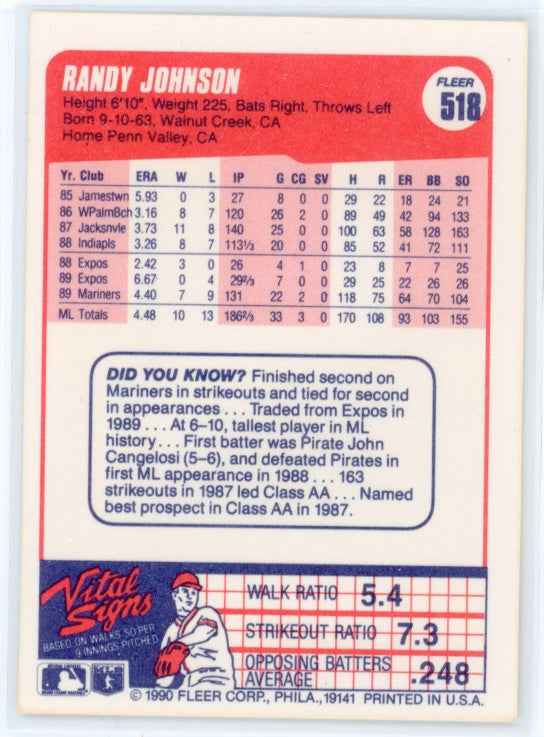 RANDY JOHNSON
FLEER
518
Height 6'10", Weight 225, Bats Right, Throws Left
Born 9-10-63, Walnut Creek, CA
Home Penn Valley, CA
Yr. Club ERA W L IP G CG SV H R ER BB SO
85 Jamestwn 5.93 0 3 27 8 0 0 29 22 18 24 21
86 WPalmBch 3.16 8 7 120 26 2 0 89 49 42 94 133
87 Jacksnvle 3.73 11 8 140 25 0 0 100 63 58 128 163
88 Indiapls 3.26 8 7 113⅓ 20 0 0 85 52 41 72 111
88 Expos 2.42 3 0 26 4 1 0 23 8 7 7 25
89 Expos 6.67 0 4 29⅔ 7 0 0 29 25 22 26 26
89 Mariners 4.40 7 9 131 22 2 0 118 75 64 70 104
ML Totals 4.48 10 13 186⅔ 33 3 0 170 108 93 103 155
DID YOU KNOW? Finished second on
Mariners in strikeouts and tied for second
in appearances . . . Traded from Expos in
1989 . . . At 6–10, tallest player in ML
history . . . First batter was Pirate John
Cangelosi (5–6), and defeated Pirates in
first ML appearance in 1988 . . . 163
strikeouts in 1987 led Class AA . . . Named
best prospect in Class AA in 1987.
Vital
Signs
BASED ON WALKS, SO PER
9 INNINGS PITCHED
WALK RATIO 5.4
STRIKEOUT RATIO 7.3
OPPOSING BATTERS
AVERAGE .248
© 1990 FLEER CORP., PHILA., 19141 PRINTED IN U.S.A.